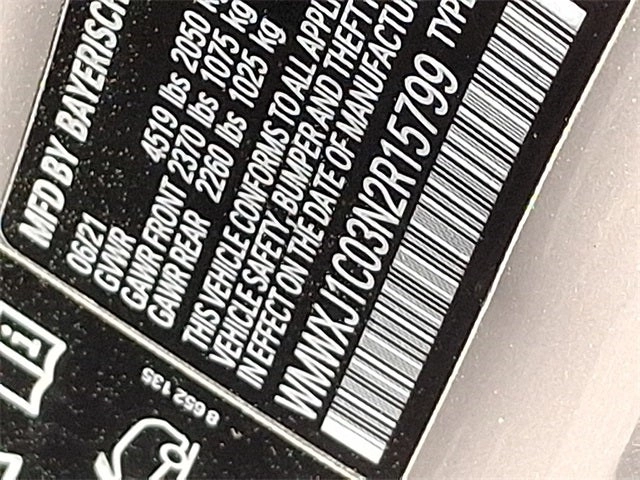 MFD BY BAYERISCH
06/21
GVWR 4519 lbs 2050 k
GAWR FRONT 2370 lbs 1075 kg
GAWR REAR 2260 lbs 1025 kg
THIS VEHICLE CONFORMS TO ALL APPLI
VEHICLE SAFETY, BUMPER AND THEFT
IN EFFECT ON THE DATE OF MANUFACTU
WMWXJ1C03N2R15799 TYPE
8 652 135